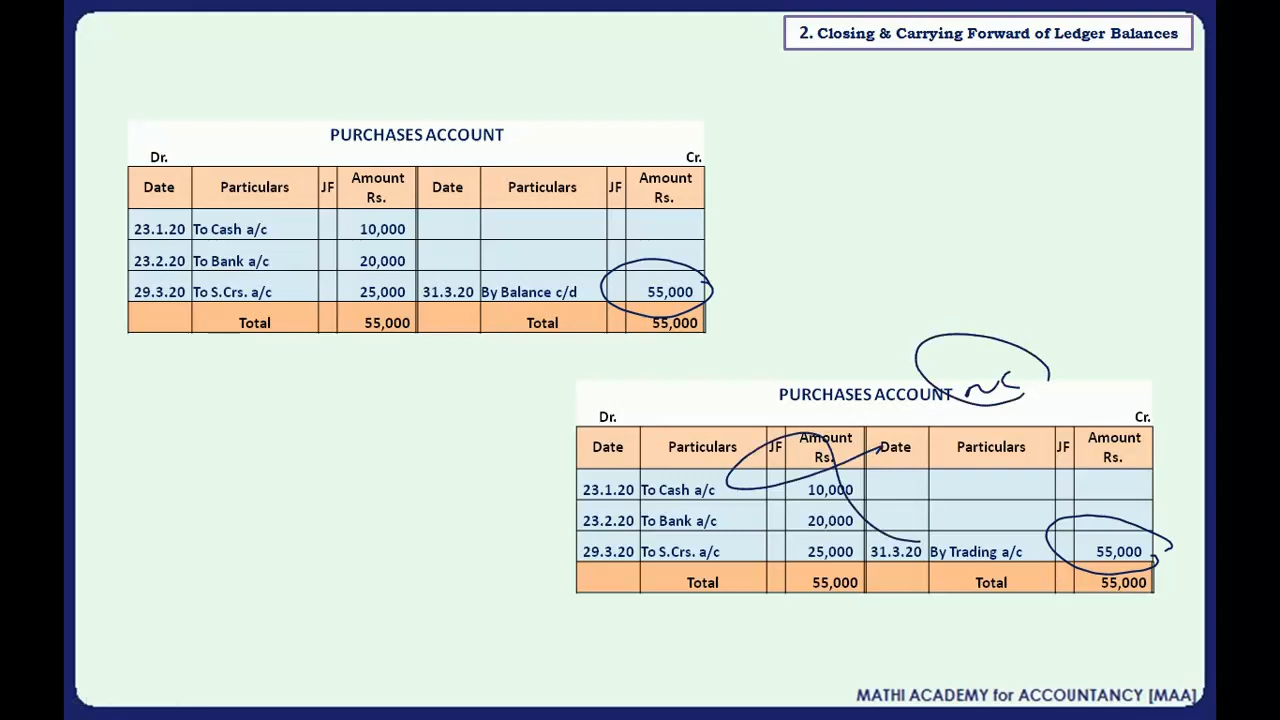 2. Closing & Carrying Forward of Ledger Balances
PURCHASES ACCOUNT
Dr. Cr.
Date Particulars JF Amount Rs. Date Particulars JF Amount Rs.
23.1.20 To Cash a/c 10,000
23.2.20 To Bank a/c 20,000
29.3.20 To S.Crs. a/c 25,000 31.3.20 By Balance c/d 55,000
Total 55,000 Total 55,000
PURCHASES ACCOUNT
Dr. Cr.
Date Particulars JF Amount Rs. Date Particulars JF Amount Rs.
23.1.20 To Cash a/c 10,000
23.2.20 To Bank a/c 20,000
29.3.20 To S.Crs. a/c 25,000 31.3.20 By Trading a/c 55,000
Total 55,000 Total 55,000
MATHI ACADEMY for ACCOUNTANCY [MAA]